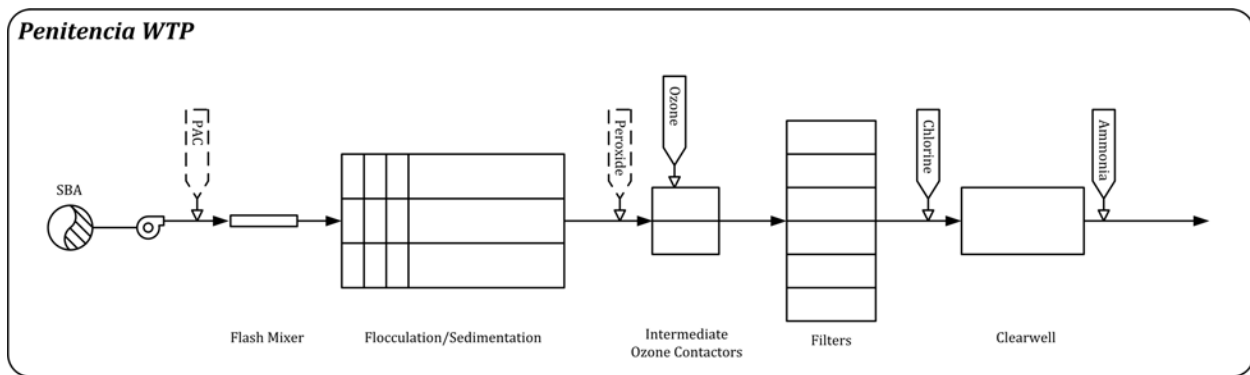 Penitencia WTP
PAC
Peroxide
Ozone
Chlorine
Ammonia
SBA
Flash Mixer
Flocculation/Sedimentation
Intermediate
Ozone Contactors
Filters
Clearwell